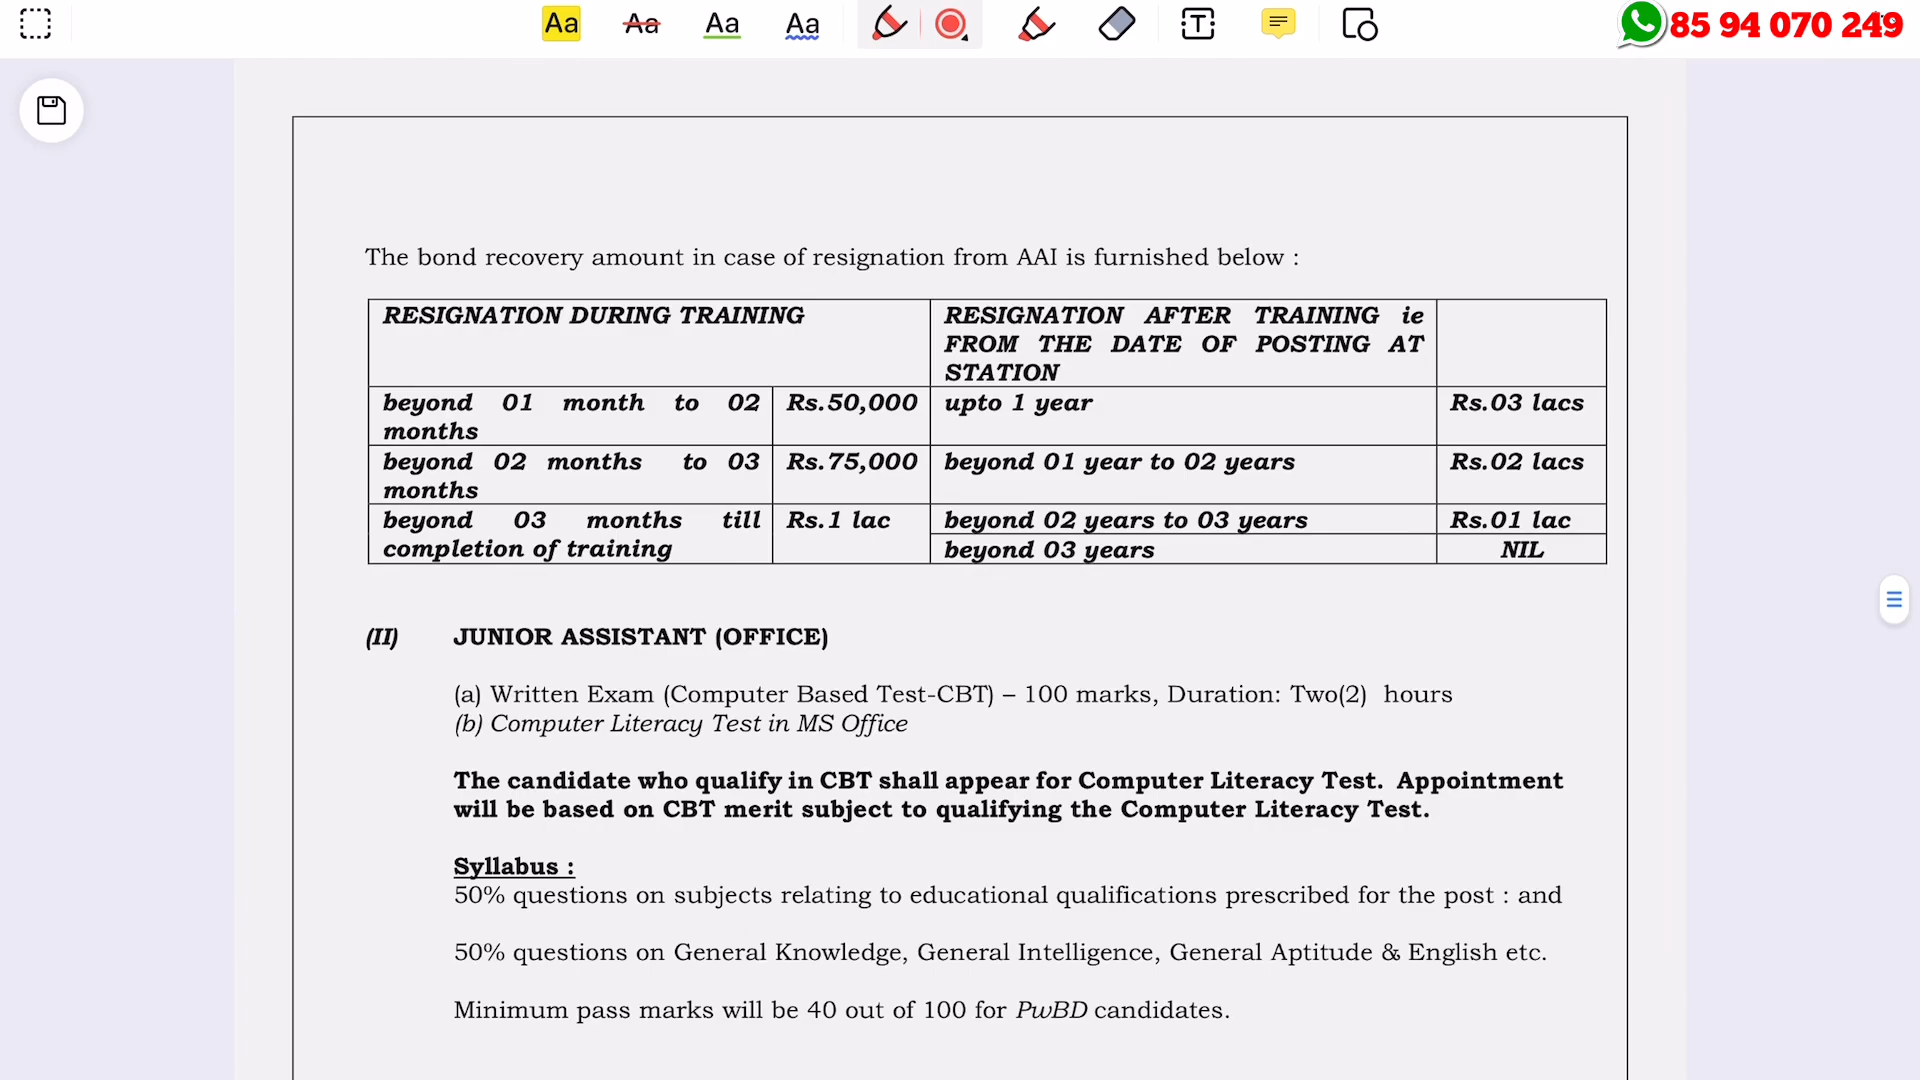 Aa Aa Aa Aa T
85 94 070 249
The bond recovery amount in case of resignation from AAI is furnished below :
RESIGNATION DURING TRAINING
RESIGNATION AFTER TRAINING ie
FROM THE DATE OF POSTING AT
STATION
beyond 01 month to 02
months
Rs.50,000
upto 1 year
Rs.03 lacs
beyond 02 months to 03
months
Rs.75,000
beyond 01 year to 02 years
Rs.02 lacs
beyond 03 months till
completion of training
Rs.1 lac
beyond 02 years to 03 years
Rs.01 lac
beyond 03 years
NIL
(II) JUNIOR ASSISTANT (OFFICE)
(a) Written Exam (Computer Based Test-CBT) – 100 marks, Duration: Two(2) hours
(b) Computer Literacy Test in MS Office
The candidate who qualify in CBT shall appear for Computer Literacy Test. Appointment
will be based on CBT merit subject to qualifying the Computer Literacy Test.
Syllabus :
50% questions on subjects relating to educational qualifications prescribed for the post : and
50% questions on General Knowledge, General Intelligence, General Aptitude & English etc.
Minimum pass marks will be 40 out of 100 for PwBD candidates.